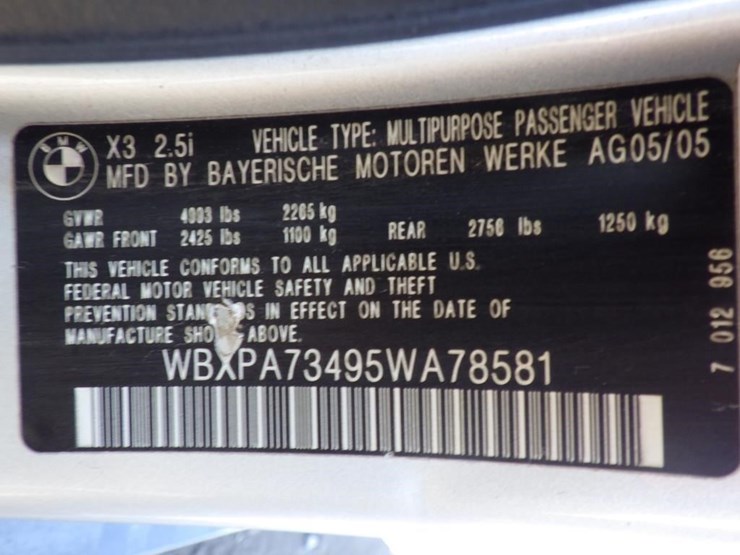 BMW
X3 2.5i VEHICLE TYPE: MULTIPURPOSE PASSENGER VEHICLE
MFD BY BAYERISCHE MOTOREN WERKE AG05/05
GVWR 4993 lbs 2265 kg
GAWR FRONT 2425 lbs 1100 kg REAR 2756 lbs 1250 kg
THIS VEHICLE CONFORMS TO ALL APPLICABLE U.S.
FEDERAL MOTOR VEHICLE SAFETY AND THEFT
PREVENTION IN EFFECT ON THE DATE OF
MANUFACTURE ABOVE.
WBXPA73495WA78581
7 012 956